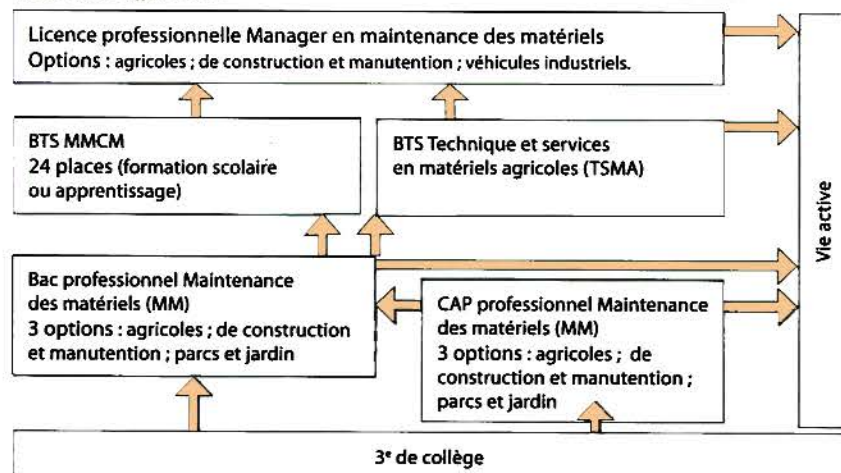 Licence professionnelle Manager en maintenance des matériels
Options : agricoles ; de construction et manutention ; véhicules industriels.
BTS MMCM
24 places (formation scolaire
ou apprentissage)
BTS Technique et services
en matériels agricoles (TSMA)
Vie active
Bac professionnel Maintenance
des matériels (MM)
3 options : agricoles ; de construction
et manutention ; parcs et jardin
CAP professionnel Maintenance
des matériels (MM)
3 options : agricoles ; de
construction et manutention ;
parcs et jardin
3e de collège